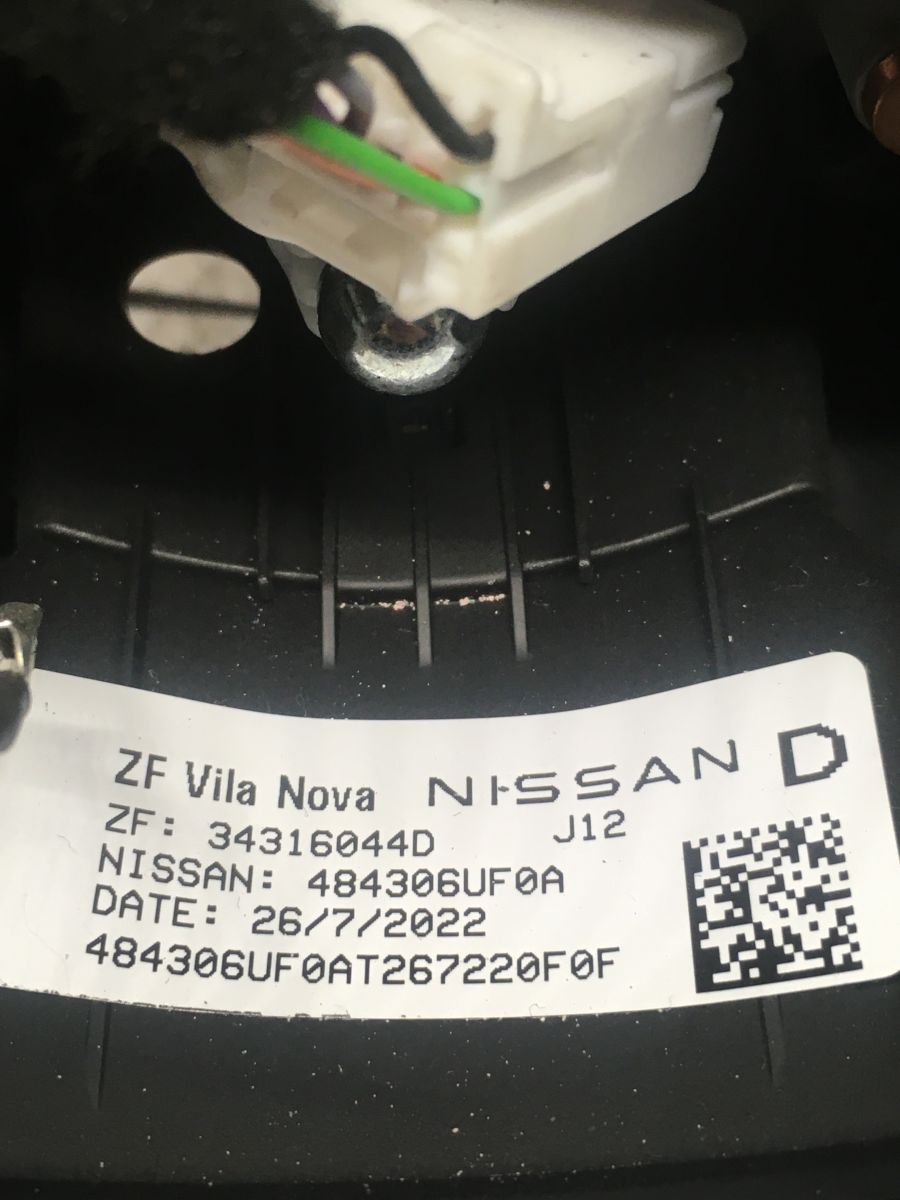 ZF Vila Nova NISSAN D
ZF: 34316044D J12
NISSAN: 484306UF0A
DATE: 26/7/2022
484306UF0AT267220F0F